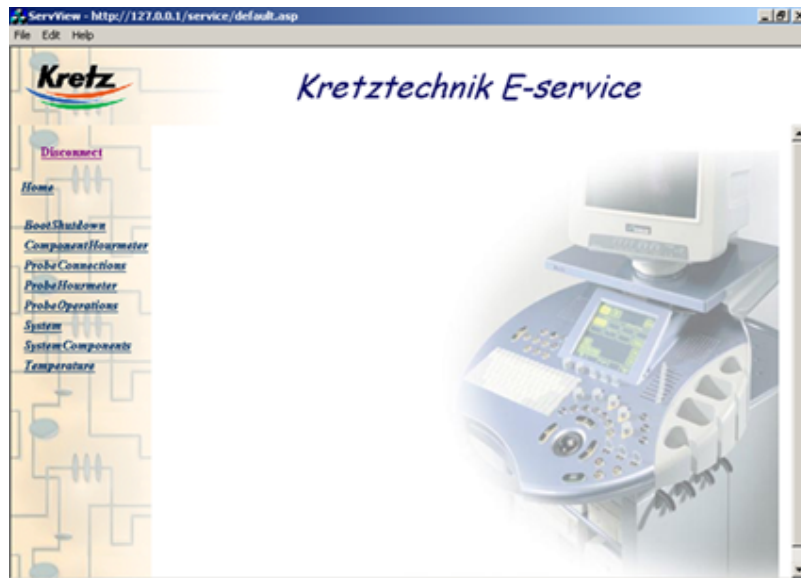 ServView - http://127.0.0.1/service/default.asp
File Edit Help
Kretz
Kretztechnik E-service
Disconnect
Home
BootShutdown
ComponentHourmeter
ProbeConnections
ProbeHourmeter
ProbeOperations
System
SystemComponents
Temperature